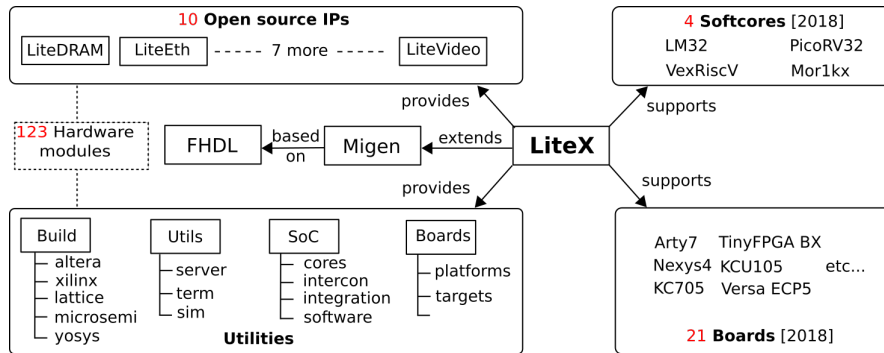 10 Open source IPs
LiteDRAM
LiteEth
7 more
LiteVideo
4 Softcores [2018]
LM32 PicoRV32
VexRiscV Mor1kx
provides
supports
123 Hardware
modules
FHDL
based
on
Migen
extends
LiteX
provides
supports
Build
altera
xilinx
lattice
microsemi
yosys
Utils
server
term
sim
SoC
cores
intercon
integration
software
Boards
platforms
targets
Utilities
Arty7 TinyFPGA BX
Nexys4 KCU105 etc...
KC705 Versa ECP5
21 Boards [2018]